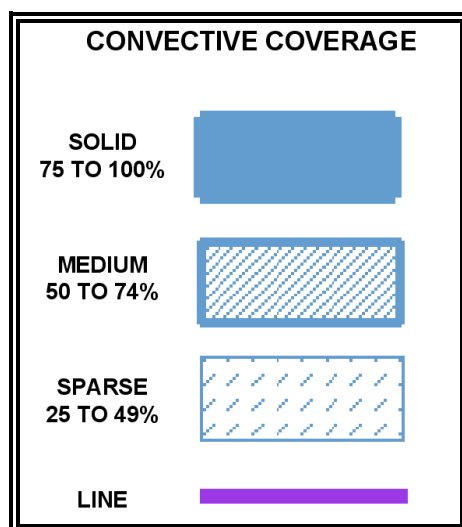 CONVECTIVE COVERAGE
SOLID
75 TO 100%
MEDIUM
50 TO 74%
SPARSE
25 TO 49%
LINE